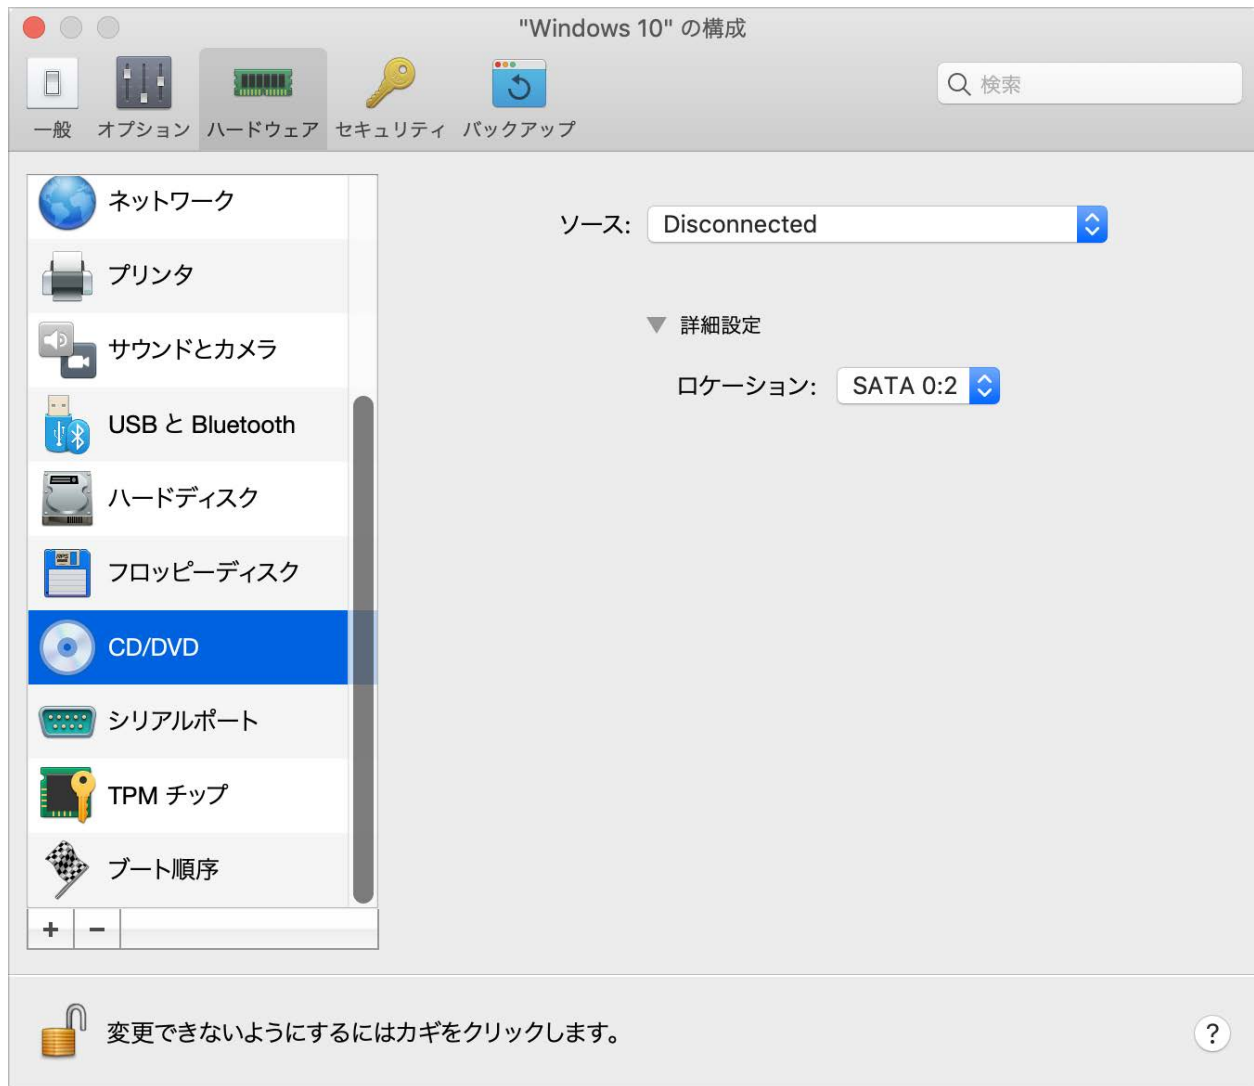 "Windows 10" の構成
検索
一般 オプション ハードウェア セキュリティ バックアップ
ネットワーク
プリンタ
サウンドとカメラ
USB と Bluetooth
ハードディスク
フロッピーディスク
CD/DVD
シリアルポート
TPM チップ
ブート順序
+ −
ソース: Disconnected
詳細設定
ロケーション: SATA 0:2
変更できないようにするにはカギをクリックします。
?